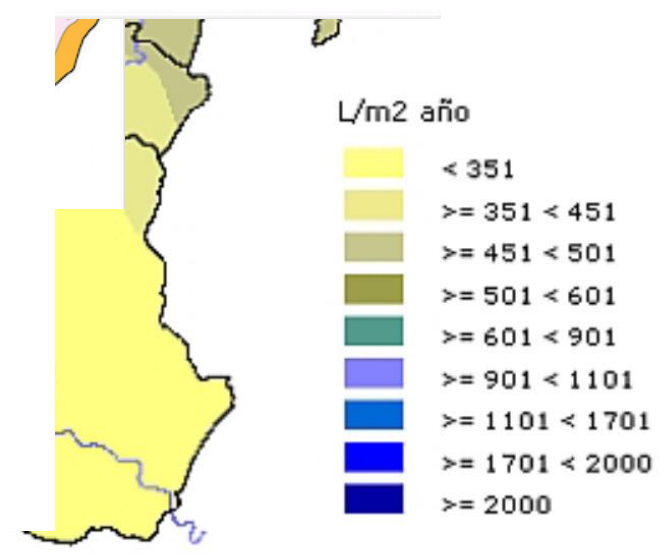 L/m2 año
< 351
>= 351 < 451
>= 451 < 501
>= 501 < 601
>= 601 < 901
>= 901 < 1101
>= 1101 < 1701
>= 1701 < 2000
>= 2000